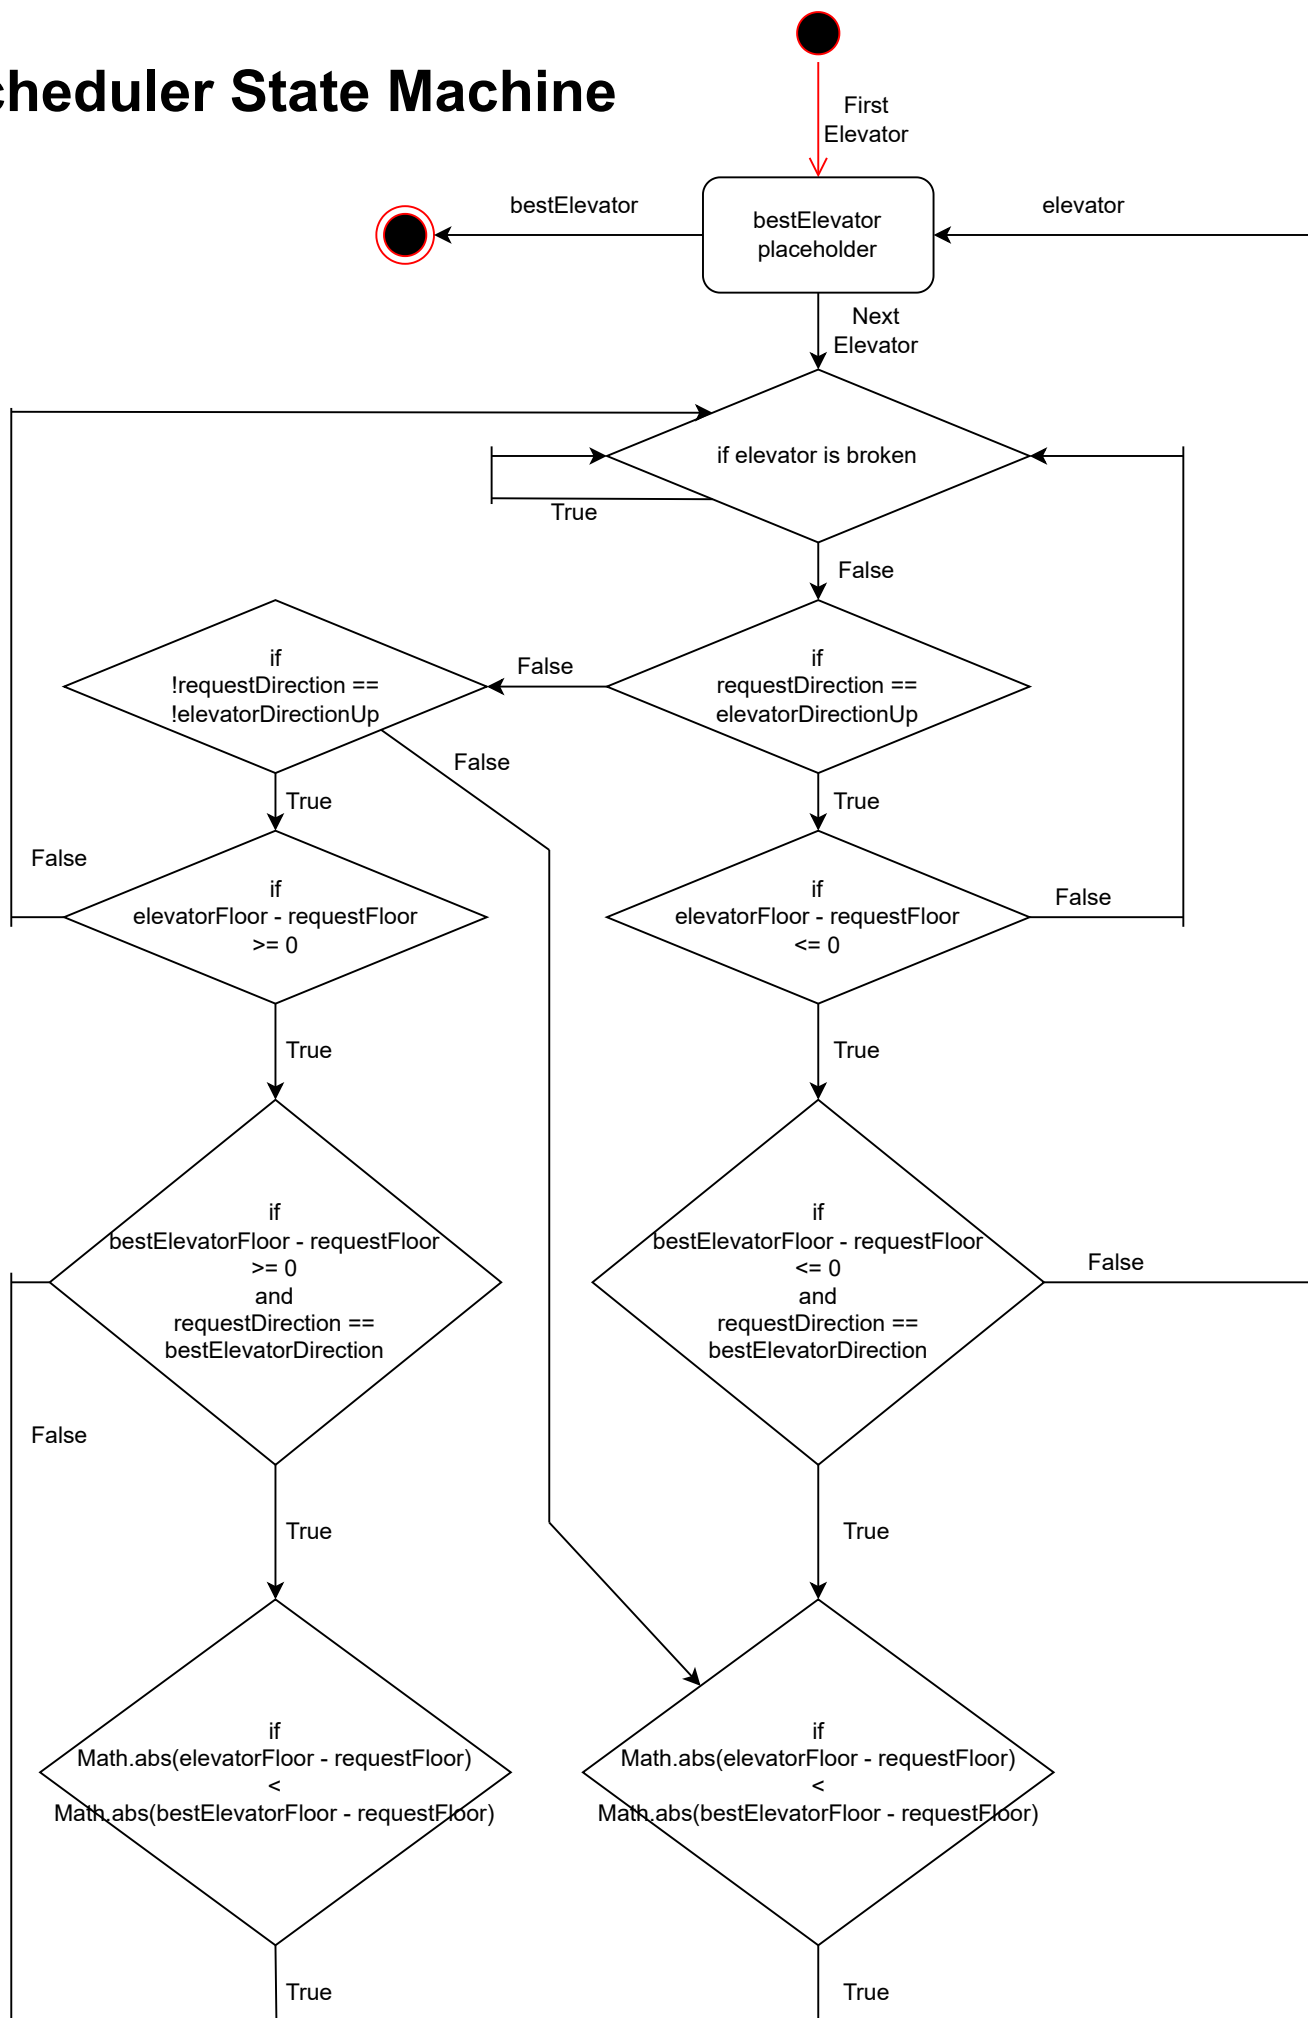 cheduler State Machine
First
Elevator
bestElevator
bestElevator
placeholder
elevator
Next
Elevator
if elevator is broken
True
False
if
!requestDirection ==
!elevatorDirectionUp
False
if
requestDirection ==
elevatorDirectionUp
False
True
True
False
if
elevatorFloor - requestFloor
>= 0
if
elevatorFloor - requestFloor
<= 0
False
True
True
if
bestElevatorFloor - requestFloor
>= 0
and
requestDirection ==
bestElevatorDirection
if
bestElevatorFloor - requestFloor
<= 0
and
requestDirection ==
bestElevatorDirection
False
False
True
True
if
Math.abs(elevatorFloor - requestFloor)
<
Math.abs(bestElevatorFloor - requestFloor)
if
Math.abs(elevatorFloor - requestFloor)
<
Math.abs(bestElevatorFloor - requestFloor)
True
True